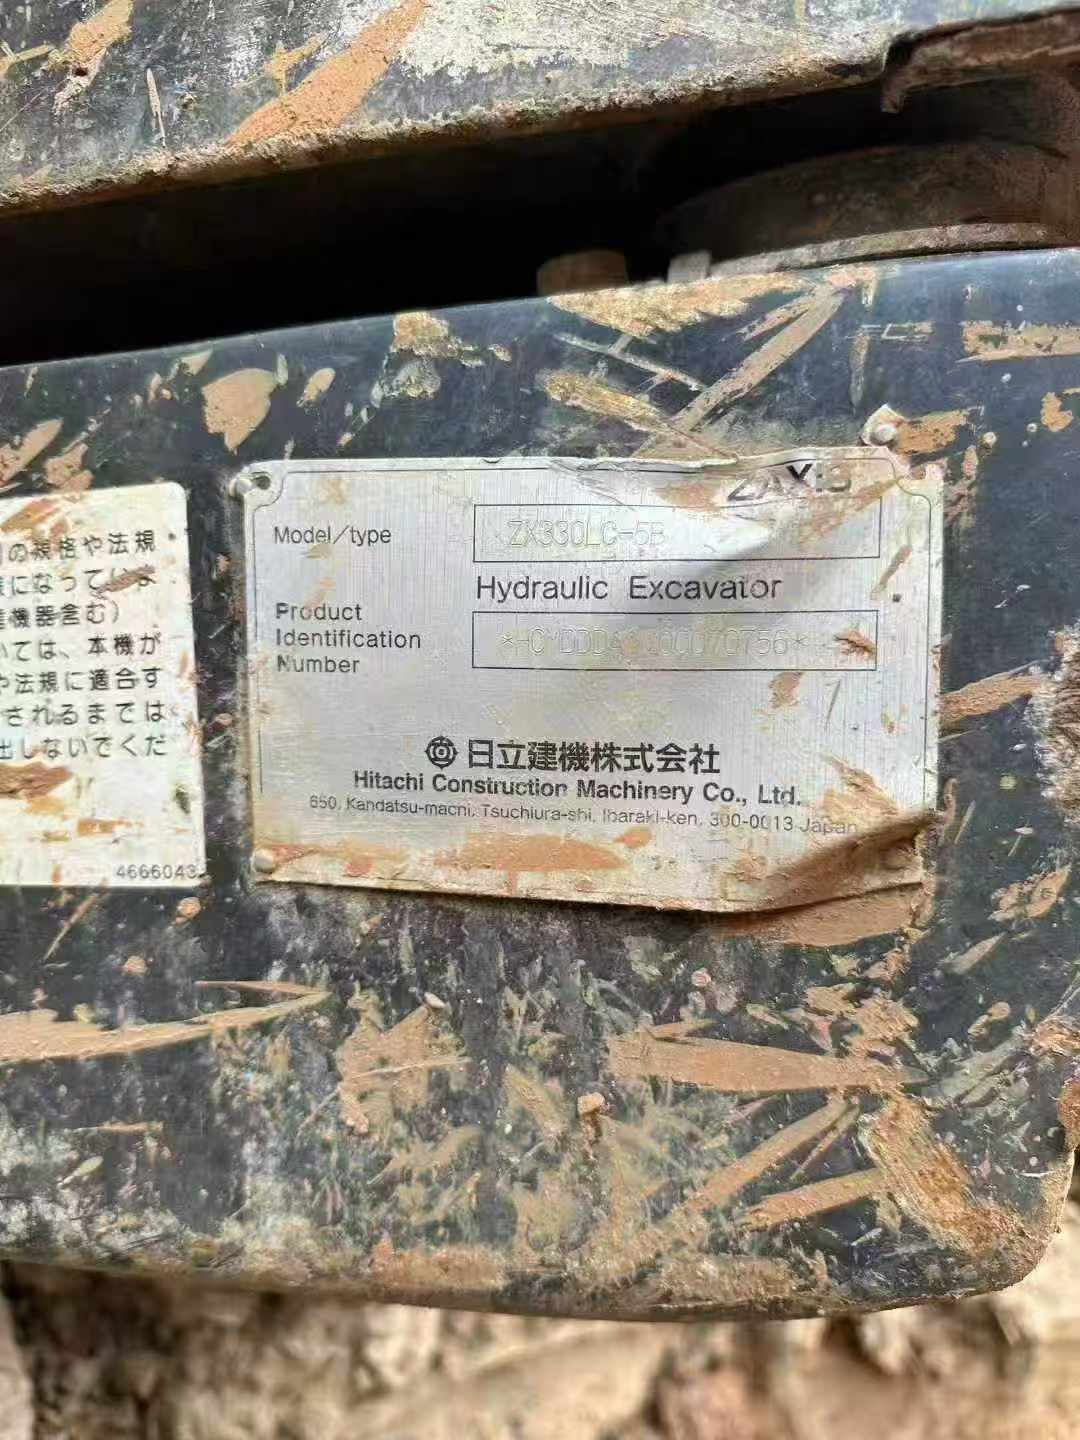 の規格や法規
になってい
機器含む)
ては、本機が
や法規に適合す
されるまでは
出しないでくだ
4666043
ZAXIS
Model/type
ZX330LC-5B
Hydraulic Excavator
Product
Identification
Number
日立建機株式会社
Hitachi Construction Machinery Co., Ltd.
650, Kandatsu-machi, Tsuchiura-shi, Ibaraki-ken, 300-0013 Japan